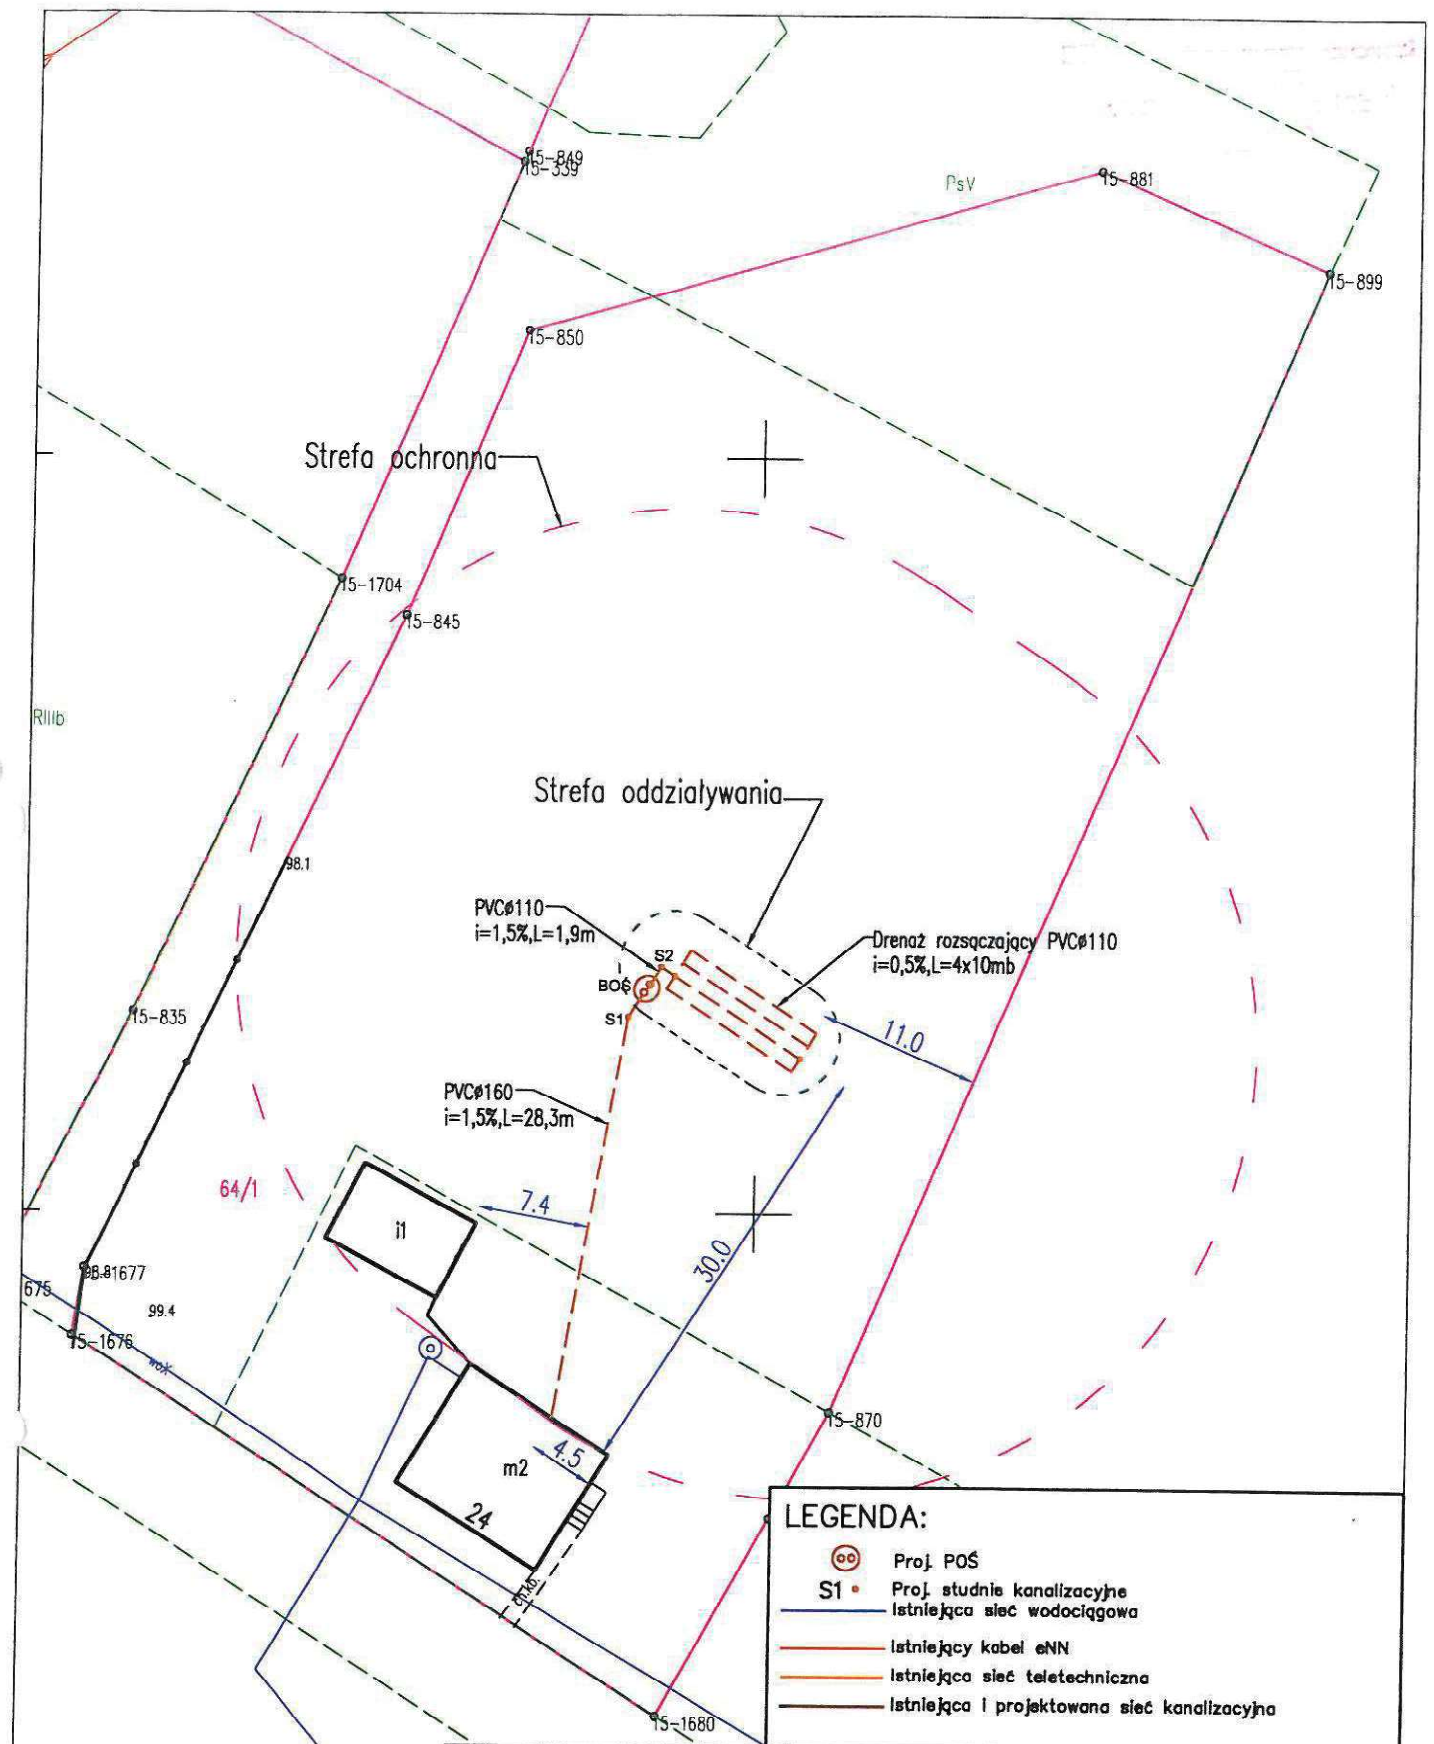 15-849
15-339
PsV
15-881
15-899
15-850
Strefa ochronna
15-1704
15-845
RIIIb
Strefa oddziaływania
98.1
PVCø110
i=1,5%,L=1,9m
Drenaż rozsączający PVCø110
i=0,5%,L=4x10mb
S2
BOŚ
S1
15-835
11.0
PVCø160
i=1,5%,L=28,3m
64/1
7.4
i1
30.0
675
99.4
15-1676
woX
15-870
4.5
m2
24
ch.kb.
15-1680
LEGENDA:
Proj. POŚ
S1 Proj. studnie kanalizacyjne
Istniejąca sieć wodociągowa
Istniejący kabel eNN
Istniejąca sieć teletechniczna
Istniejąca i projektowana sieć kanalizacyjna